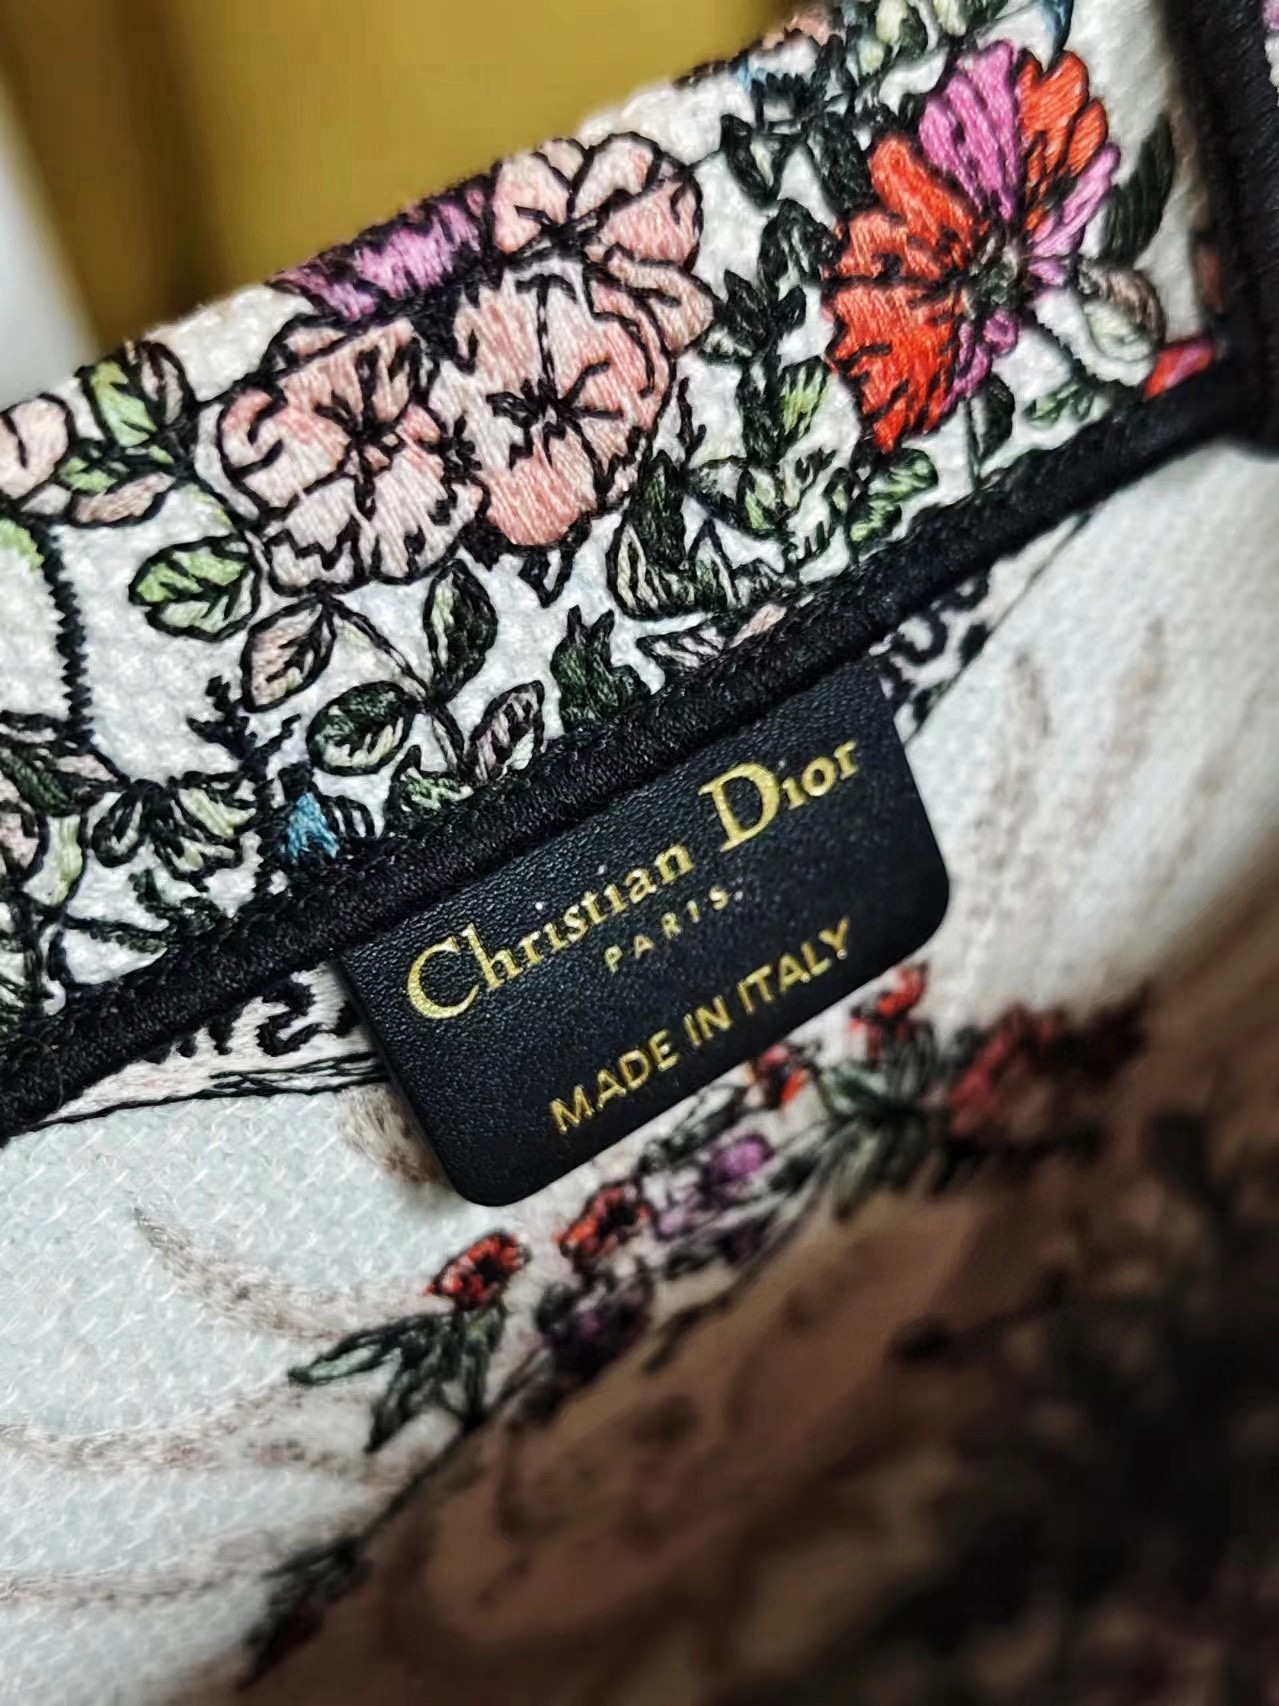 Christian Dior
PARIS.
MADE IN ITALY